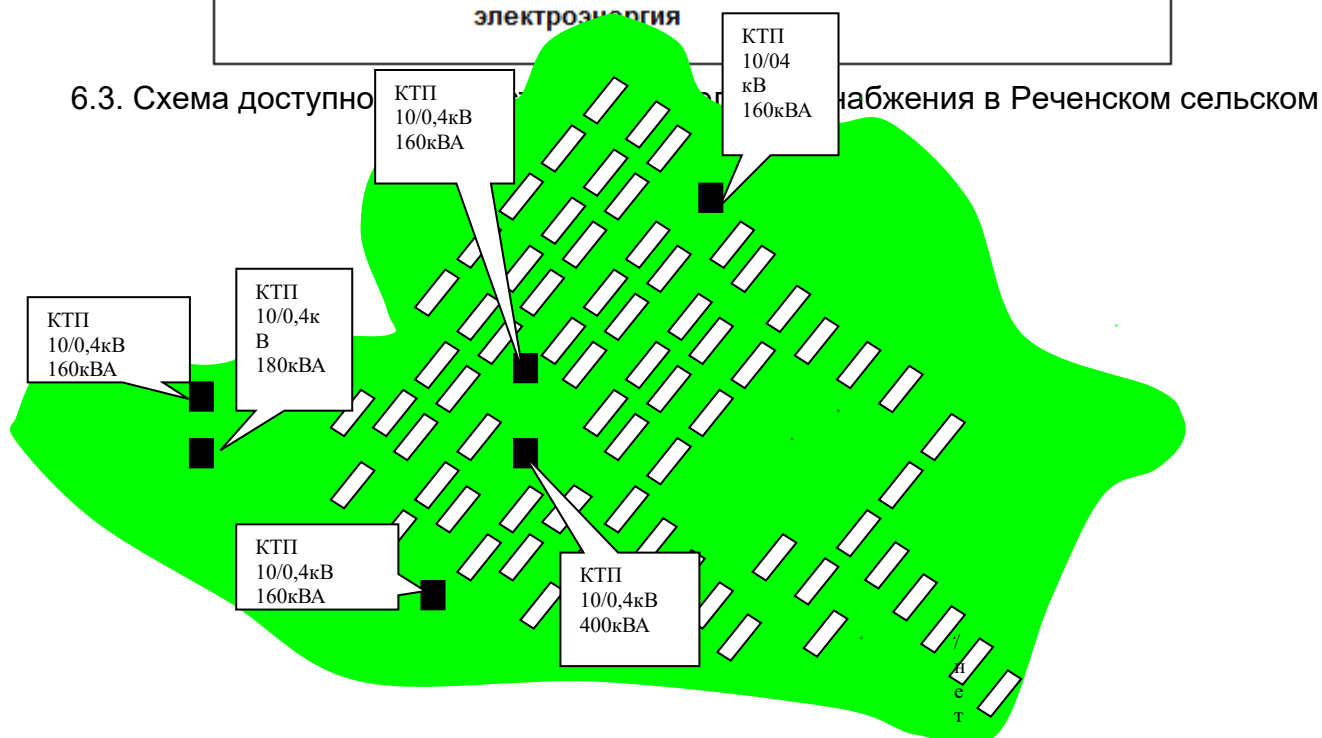 электроэнергия
6.3. Схема доступно набжения в Реченском сельском
КТП
10/04
кВ
160кВА
КТП
10/0,4кВ
160кВА
КТП
10/0,4к
В
180кВА
КТП
10/0,4кВ
160кВА
КТП
10/0,4кВ
160кВА
КТП
10/0,4кВ
400кВА
/
н
е
т